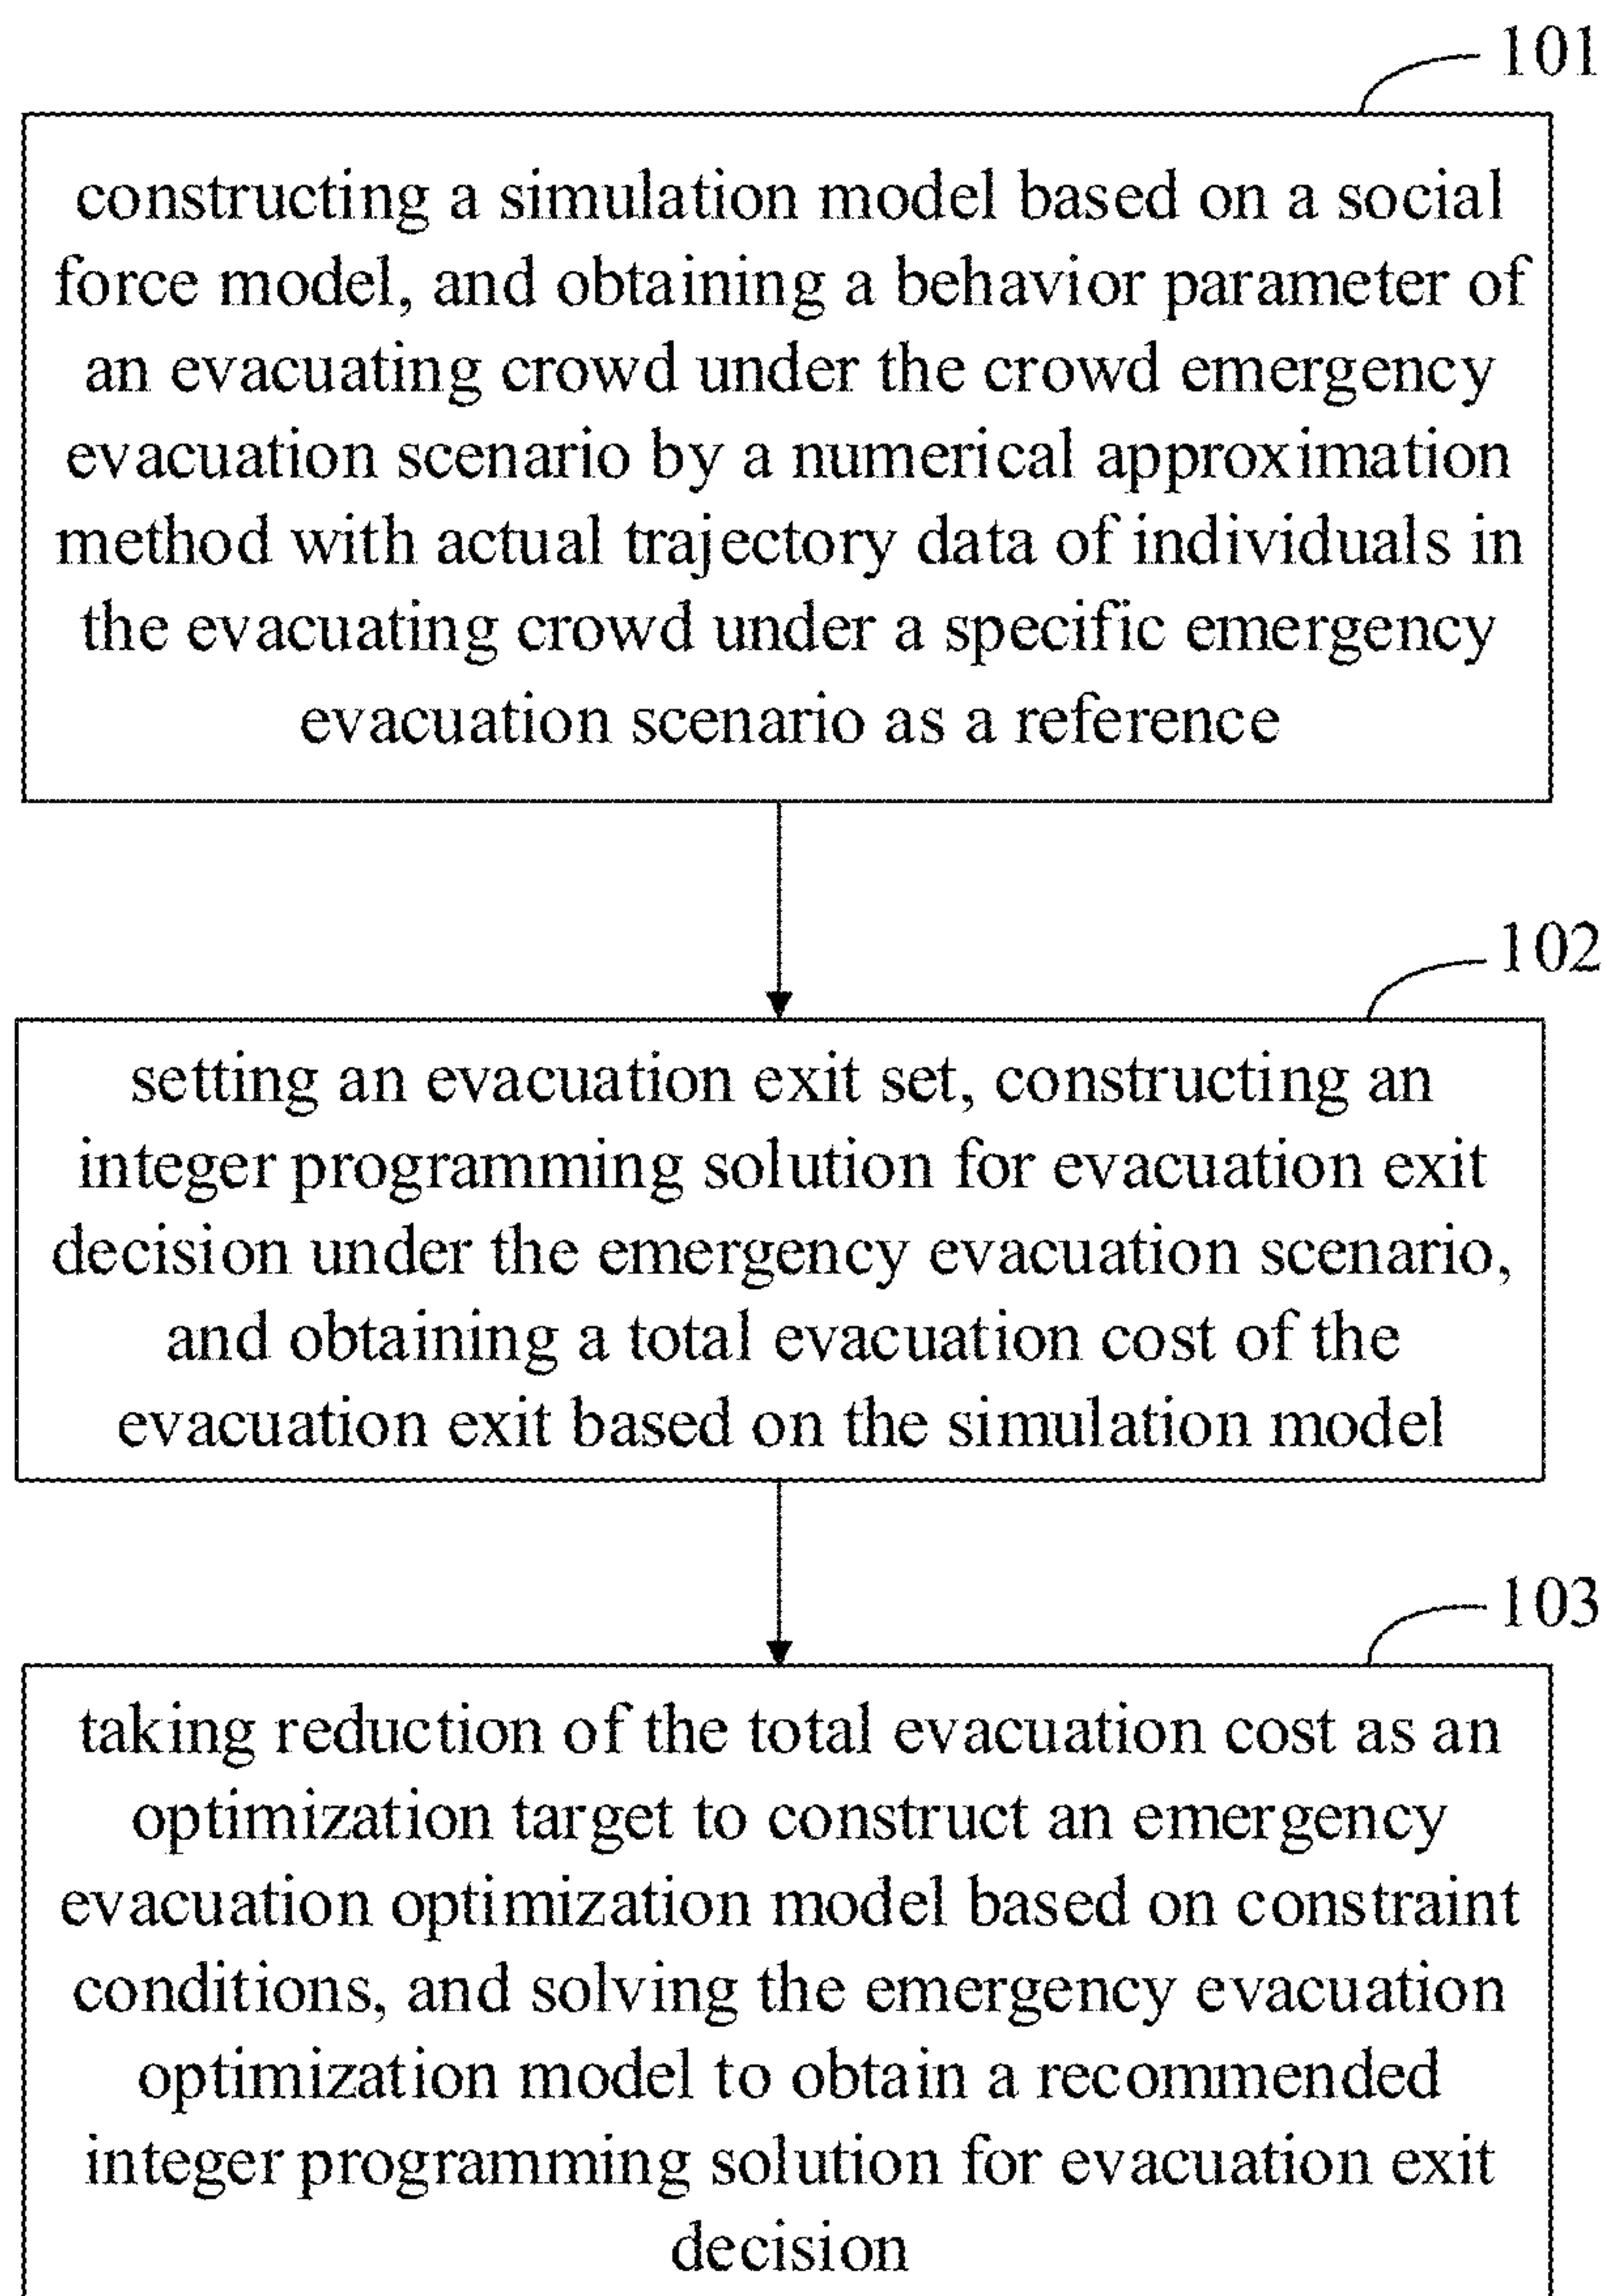 101
constructing a simulation model based on a social
force model, and obtaining a behavior parameter of
an evacuating crowd under the crowd emergency
evacuation scenario by a numerical approximation
method with actual trajectory data of individuals in
the evacuating crowd under a specific emergency
evacuation scenario as a reference
102
setting an evacuation exit set, constructing an
integer programming solution for evacuation exit
decision under the emergency evacuation scenario,
and obtaining a total evacuation cost of the
evacuation exit based on the simulation model
103
taking reduction of the total evacuation cost as an
optimization target to construct an emergency
evacuation optimization model based on constraint
conditions, and solving the emergency evacuation
optimization model to obtain a recommended
integer programming solution for evacuation exit
decision